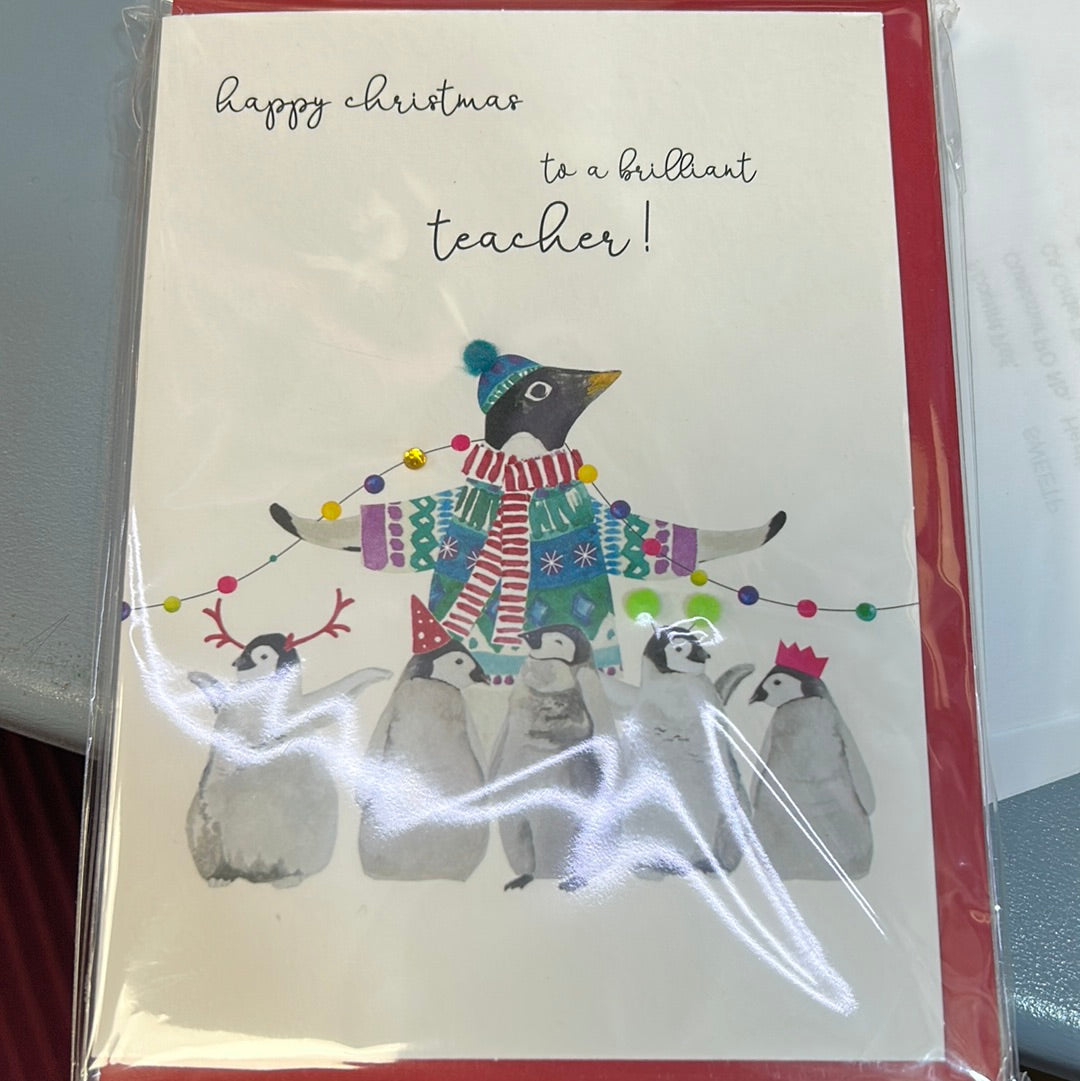 happy christmas
to a brilliant
teacher!